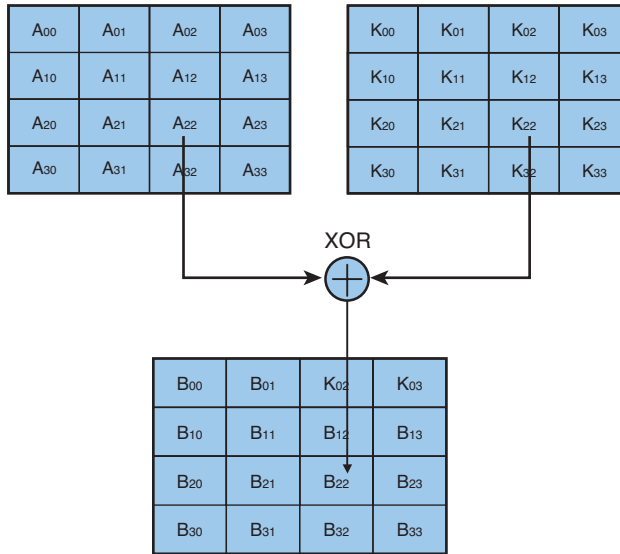 A00 A01 A02 A03
A10 A11 A12 A13
A20 A21 A22 A23
A30 A31 A32 A33
K00 K01 K02 K03
K10 K11 K12 K13
K20 K21 K22 K23
K30 K31 K32 K33
XOR
B00 B01 K02 K03
B10 B11 B12 B13
B20 B21 B22 B23
B30 B31 B32 B33